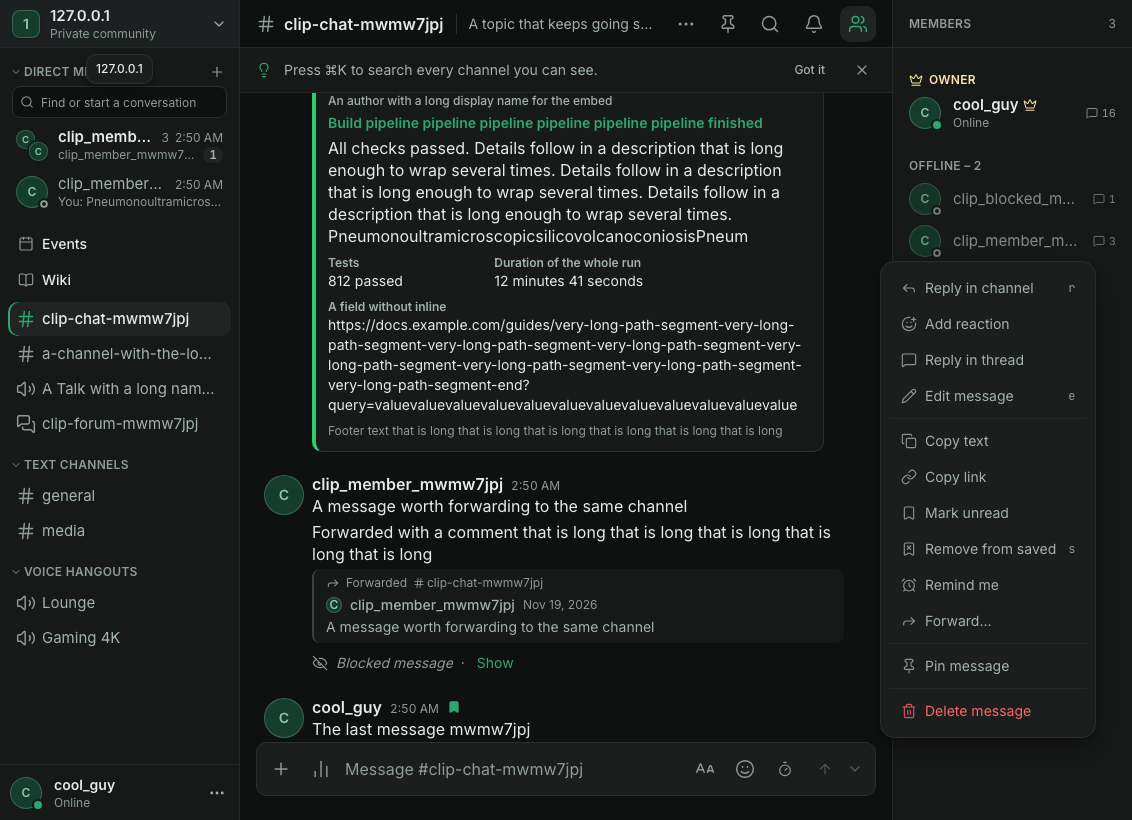 1
127.0.0.1
Private community
DIRECT M
127.0.0.1
Find or start a conversation
C
C
clip_memb...
3
2:50 AM
clip_member_mwmw7...
1
C
clip_member...
2:50 AM
You: Pneumonoultramicros...
Events
Wiki
clip-chat-mwmw7jpj
a-channel-with-the-lo...
A Talk with a long nam...
clip-forum-mwmw7jpj
TEXT CHANNELS
general
media
VOICE HANGOUTS
Lounge
Gaming 4K
C
cool_guy
Online
clip-chat-mwmw7jpj
A topic that keeps going s...
Press ⌘K to search every channel you can see.
Got it
An author with a long display name for the embed
Build pipeline pipeline pipeline pipeline pipeline pipeline finished
All checks passed. Details follow in a description that is long
enough to wrap several times. Details follow in a description
that is long enough to wrap several times. Details follow in a
description that is long enough to wrap several times.
PneumonoultramicroscopicsilicovolcanoconiosisPneum
Tests
Duration of the whole run
812 passed
12 minutes 41 seconds
A field without inline
https://docs.example.com/guides/very-long-path-segment-very-long-
path-segment-very-long-path-segment-very-long-path-segment-very-
long-path-segment-very-long-path-segment-very-long-path-segment-
very-long-path-segment-end?
query=valuevaluevaluevaluevaluevaluevaluevaluevaluevaluevaluevalue
Footer text that is long that is long that is long that is long that is long
C
clip_member_mwmw7jpj
2:50 AM
A message worth forwarding to the same channel
Forwarded with a comment that is long that is long that is long that is
long that is long
Forwarded # clip-chat-mwmw7jpj
C
clip_member_mwmw7jpj
Nov 19, 2026
A message worth forwarding to the same channel
Blocked message · Show
C
cool_guy
2:50 AM
The last message mwmw7jpj
Message #clip-chat-mwmw7jpj
AA
MEMBERS
3
OWNER
C
cool_guy
16
Online
OFFLINE – 2
C
clip_blocked_m...
1
C
clip_member_m...
3
Reply in channel
r
Add reaction
Reply in thread
Edit message
e
Copy text
Copy link
Mark unread
Remove from saved
s
Remind me
Forward...
Pin message
Delete message